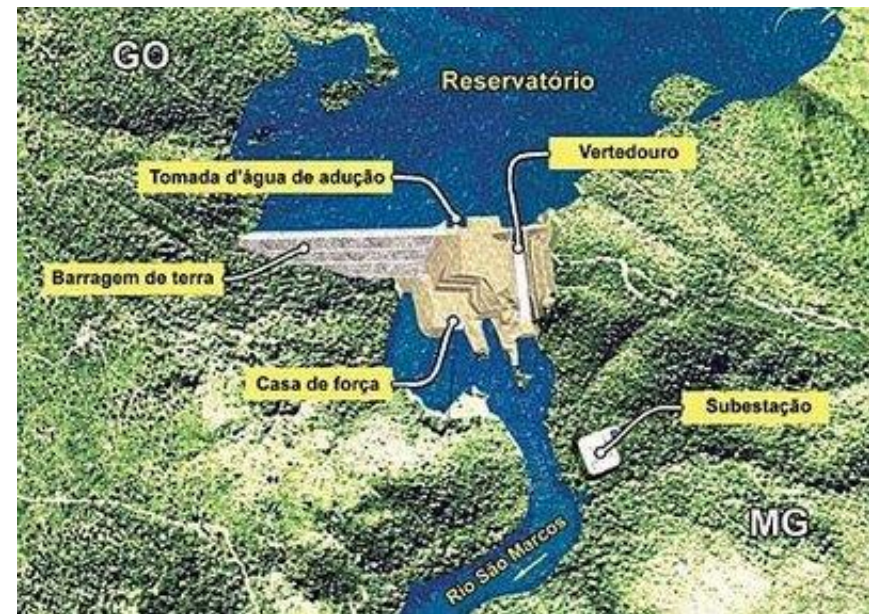 GO
Reservatório
Vertedouro
Tomada d'água de adução
Barragem de terra
Casa de força
Subestação
MG
Rio São Marcos